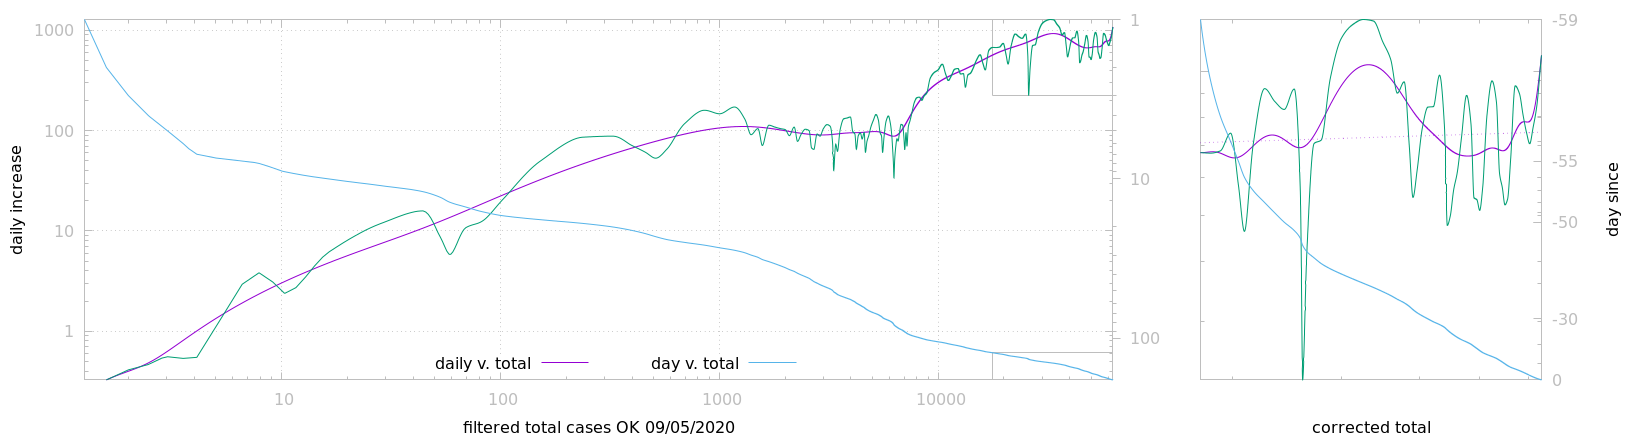 1000
100
10
1
daily increase
10
100
1000
10000
filtered total cases OK 09/05/2020
daily v. total
day v. total
1
10
100
-59
-55
-50
-30
0
day since
corrected total